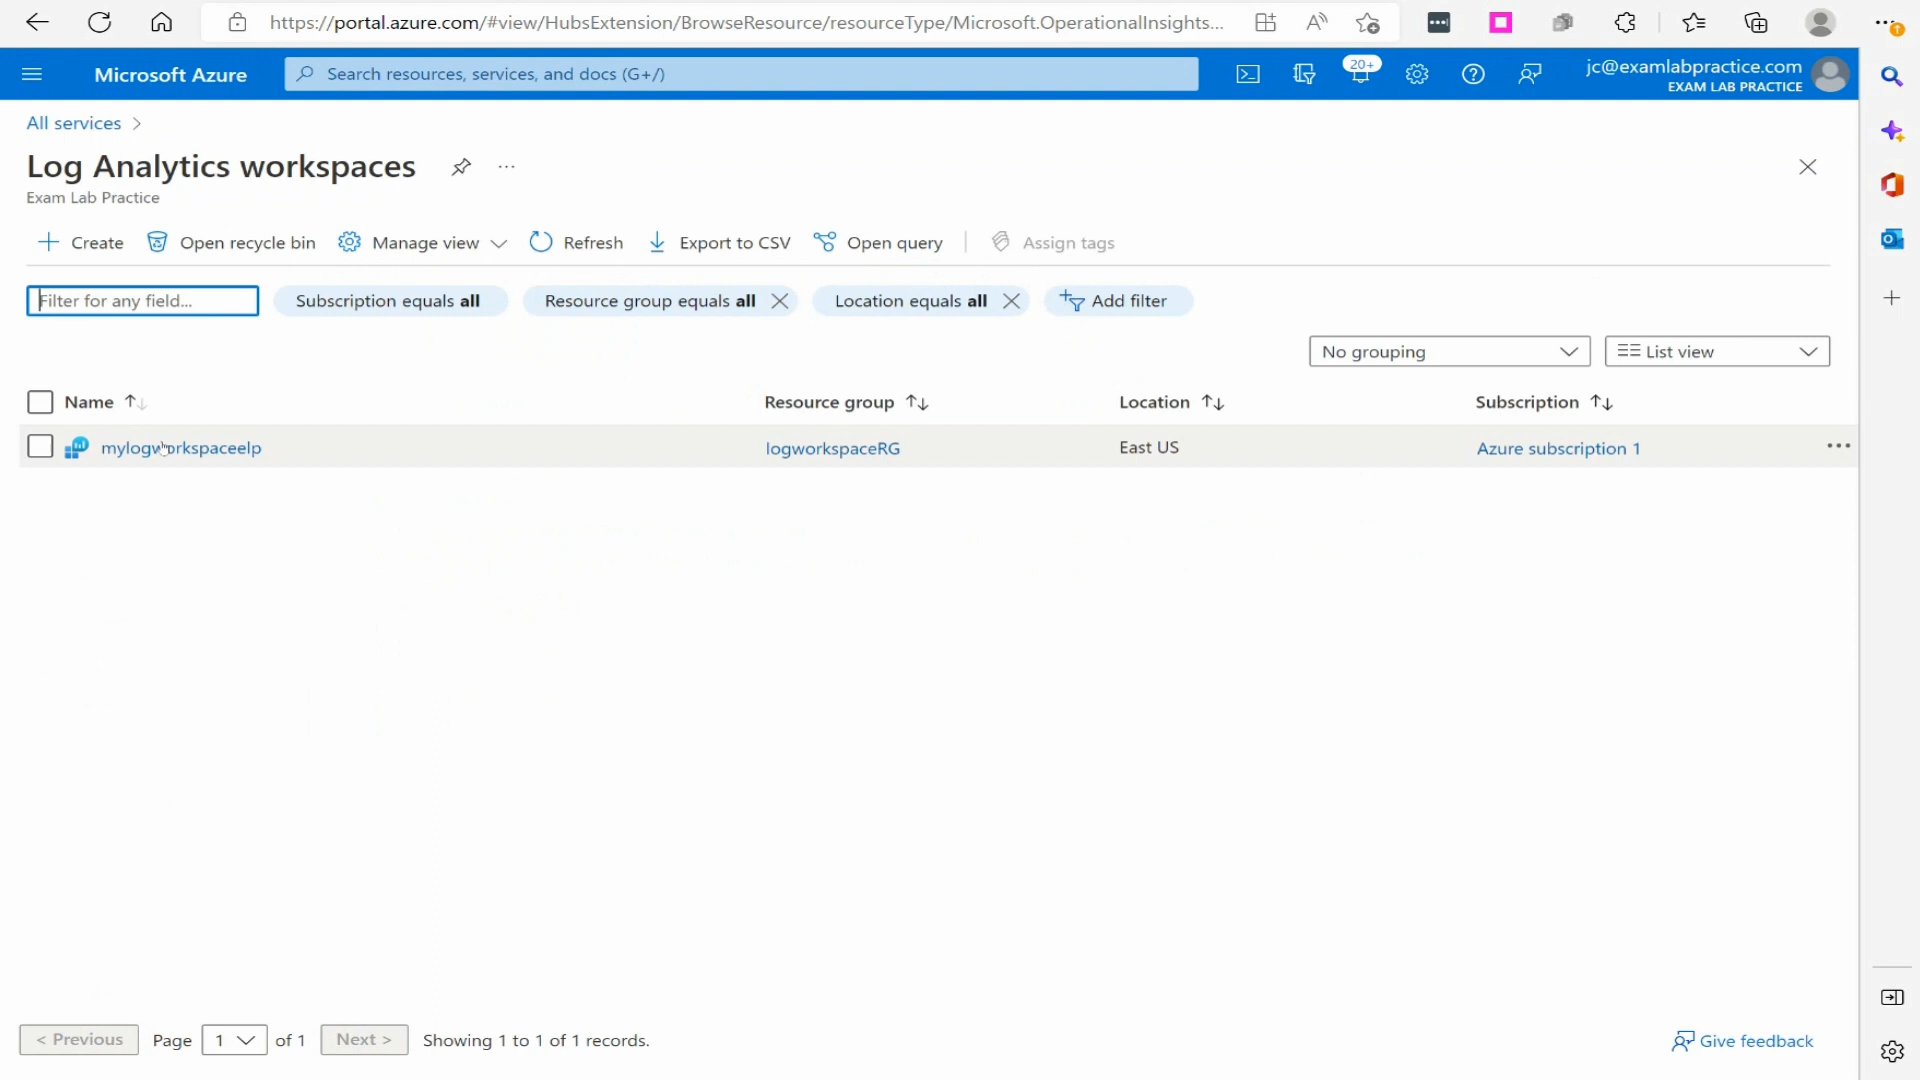 https://portal.azure.com/#view/HubsExtension/BrowseResource/resourceType/Microsoft.OperationalInsights...
Microsoft Azure
Search resources, services, and docs (G+/)
20+
jc@examlabpractice.com
EXAM LAB PRACTICE
All services >
Log Analytics workspaces
Exam Lab Practice
Create
Open recycle bin
Manage view
Refresh
Export to CSV
Open query
Assign tags
Filter for any field...
Subscription equals all
Resource group equals all
Location equals all
Add filter
No grouping
List view
Name
Resource group
Location
Subscription
mylogworkspaceelp
logworkspaceRG
East US
Azure subscription 1
< Previous
Page 1 of 1
Next >
Showing 1 to 1 of 1 records.
Give feedback